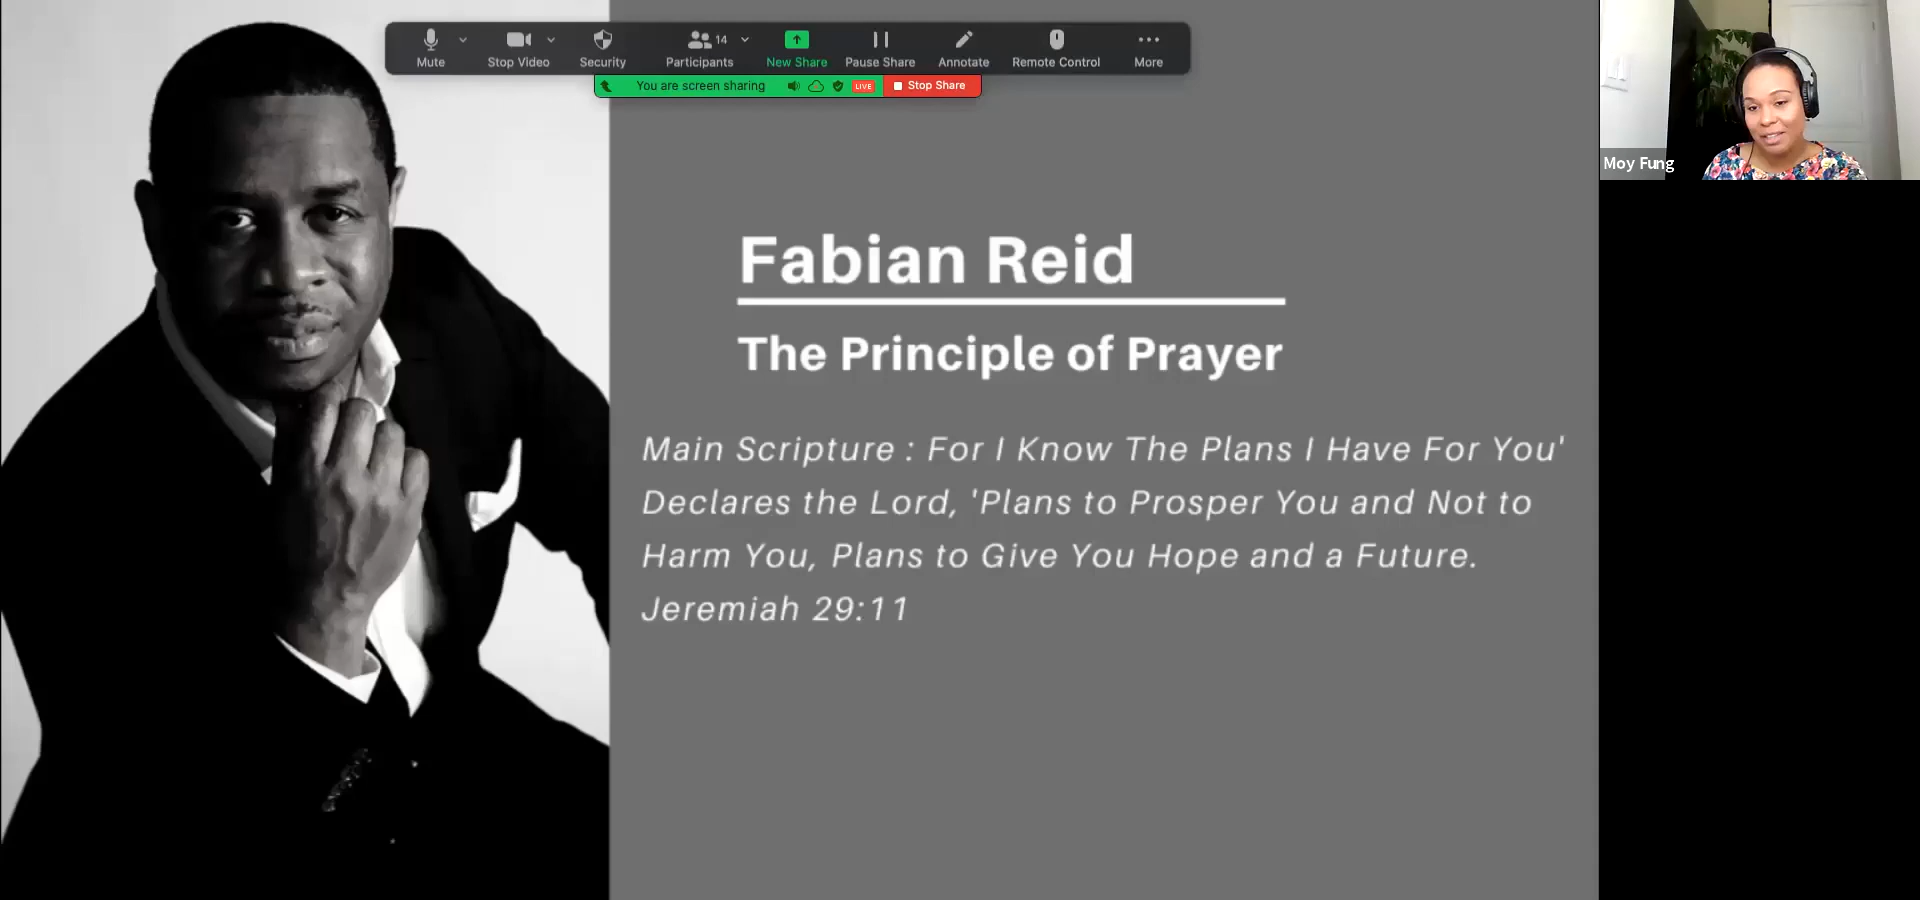 Mute
Stop Video
Security
14
Participants
New Share
Pause Share
Annotate
Remote Control
More
You are screen sharing
LIVE
Stop Share
Moy Fung
Fabian Reid
The Principle of Prayer
Main Scripture : For I Know The Plans I Have For You'
Declares the Lord, 'Plans to Prosper You and Not to
Harm You, Plans to Give You Hope and a Future.
Jeremiah 29:11